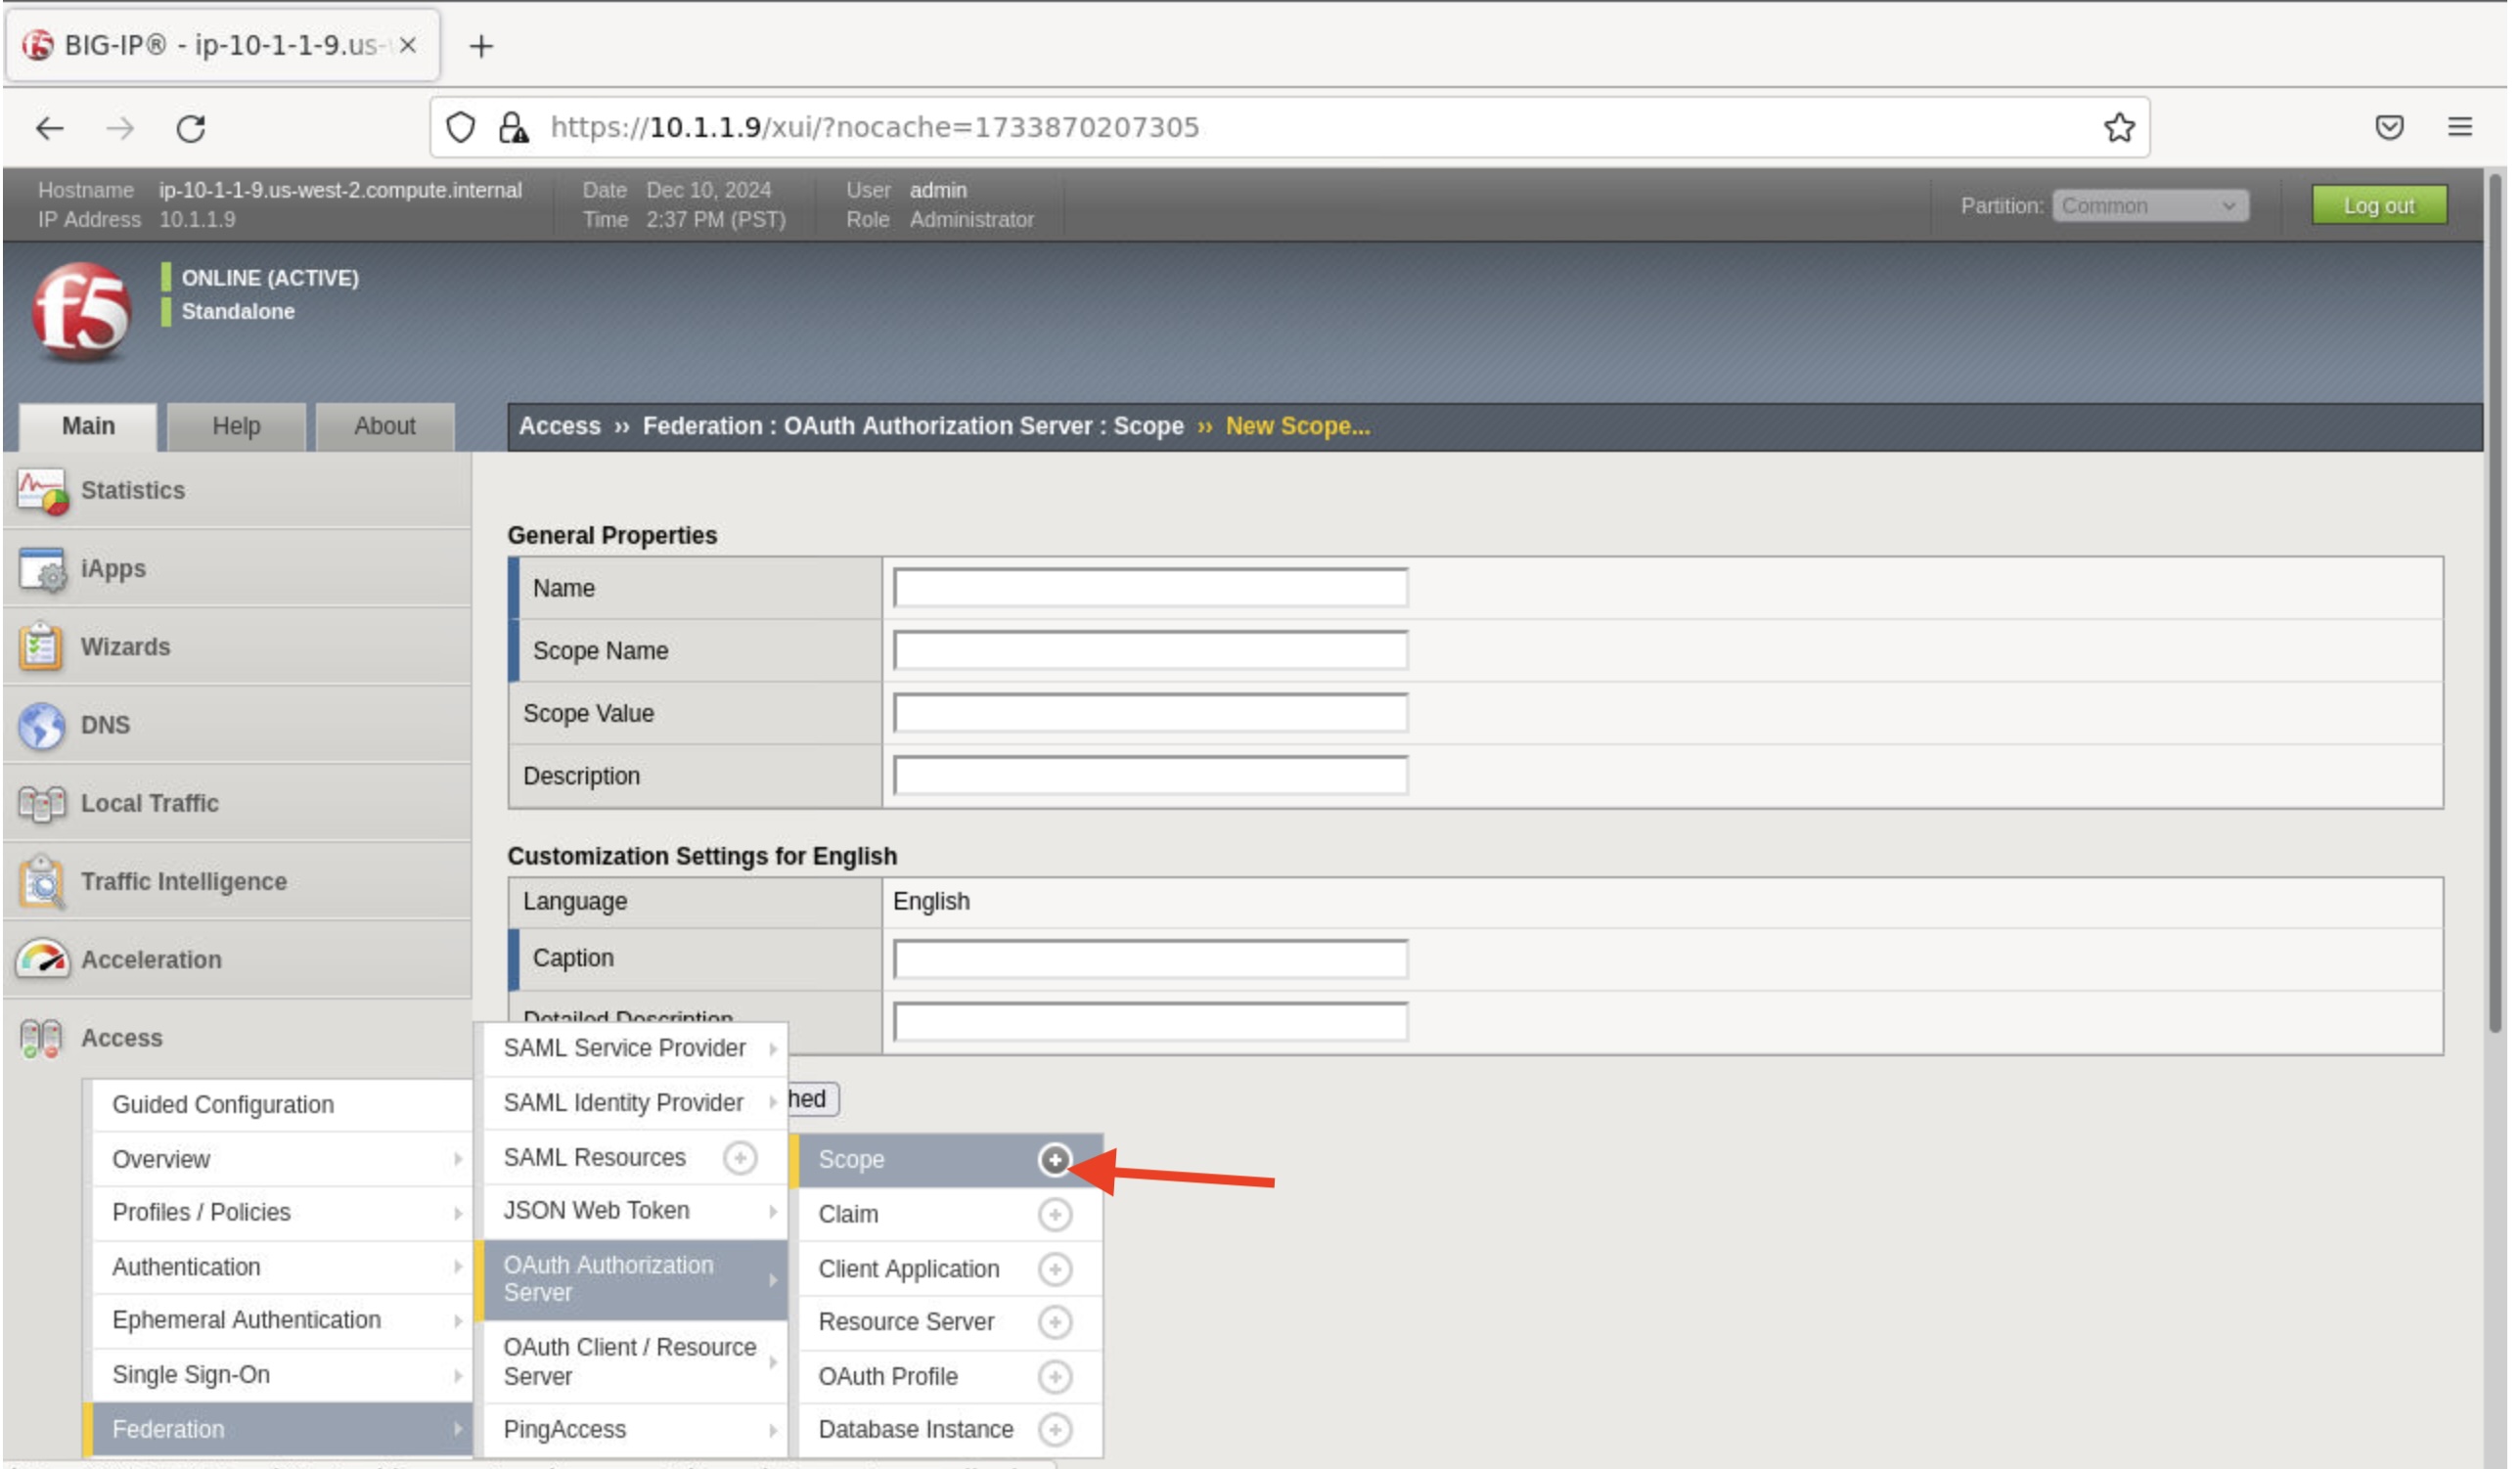 BIG-IP® - ip-10-1-1-9.us-
https://10.1.1.9/xui/?nocache=1733870207305
Hostname ip-10-1-1-9.us-west-2.compute.internal Date Dec 10, 2024 User admin
IP Address 10.1.1.9 Time 2:37 PM (PST) Role Administrator
Partition: Common Log out
f5
ONLINE (ACTIVE)
Standalone
Main Help About
Access ›› Federation : OAuth Authorization Server : Scope ›› New Scope...
Statistics
iApps
Wizards
DNS
Local Traffic
Traffic Intelligence
Acceleration
Access
Guided Configuration
Overview
Profiles / Policies
Authentication
Ephemeral Authentication
Single Sign-On
Federation
SAML Service Provider
SAML Identity Provider
SAML Resources
JSON Web Token
OAuth Authorization
Server
OAuth Client / Resource
Server
PingAccess
Scope
Claim
Client Application
Resource Server
OAuth Profile
Database Instance
General Properties
Name
Scope Name
Scope Value
Description
Customization Settings for English
Language English
Caption
Detailed Description
hed